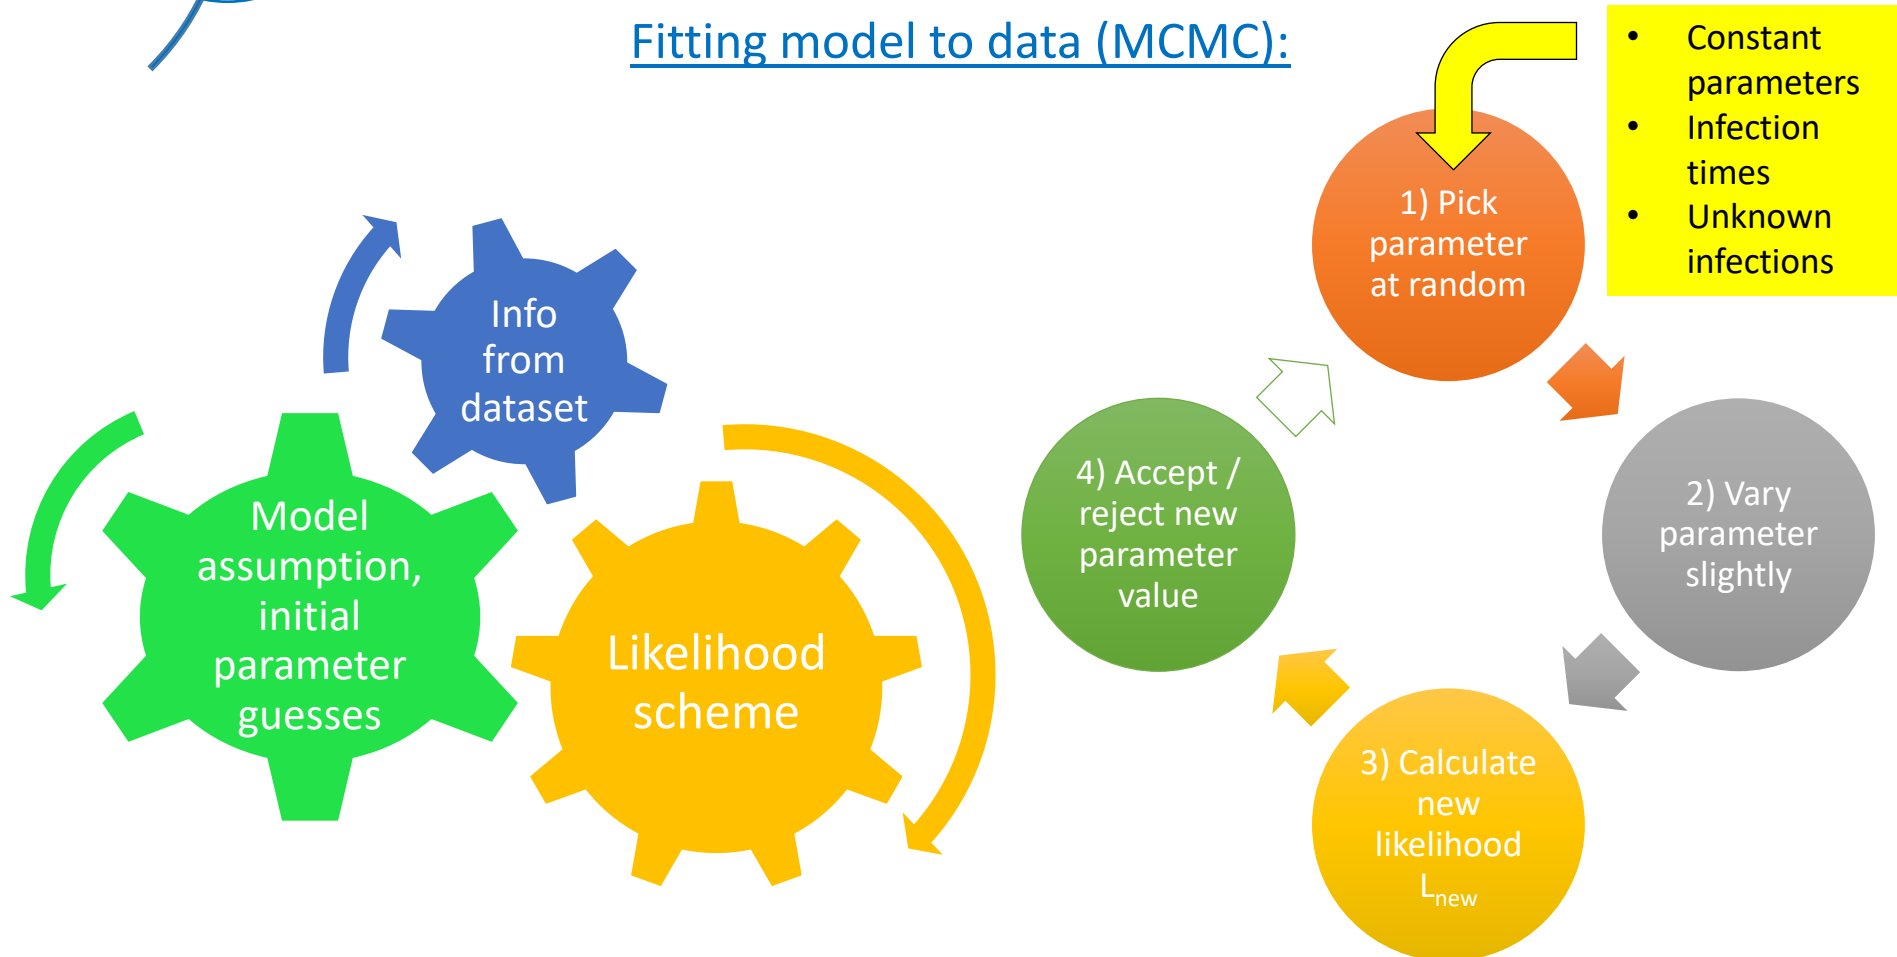 Fitting model to data (MCMC):
• Constant
parameters
• Infection
times
• Unknown
infections
1) Pick
parameter
at random
2) Vary
parameter
slightly
3) Calculate
new
likelihood
Lnew
4) Accept /
reject new
parameter
value
Info
from
dataset
Model
assumption,
initial
parameter
guesses
Likelihood
scheme